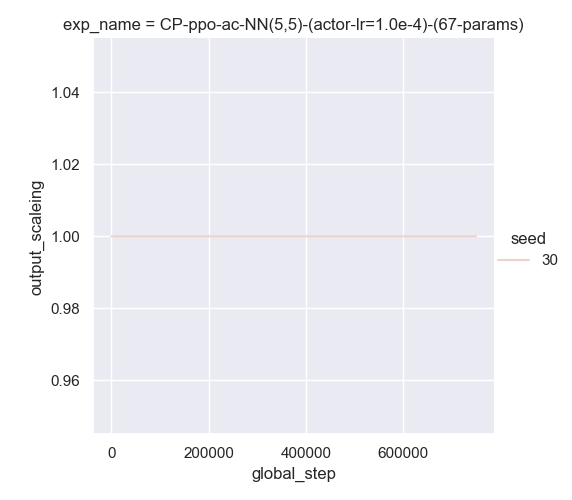 exp_name = CP-ppo-ac-NN(5,5)-(actor-lr=1.0e-4)-(67-params)
1.04
1.02
1.00
0.98
0.96
output_scaleing
0
200000
400000
600000
global_step
seed
30